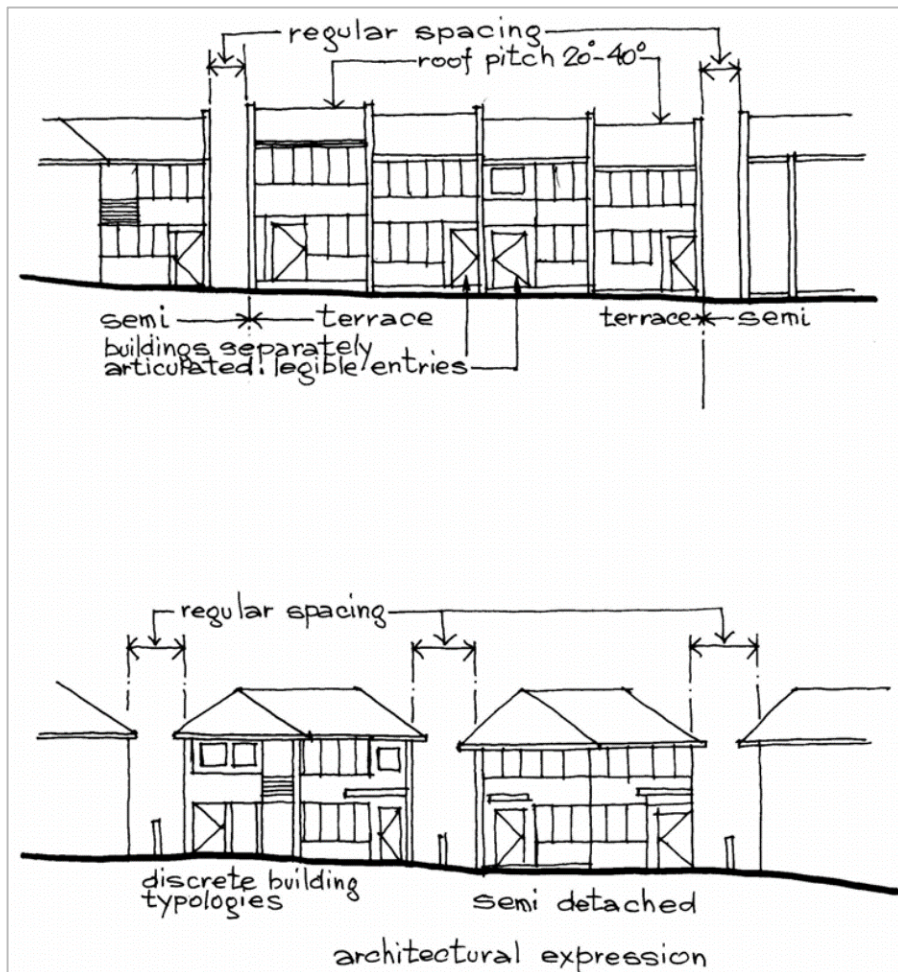 regular spacing
roof pitch 20°-40°
semi
terrace
terrace
semi
buildings separately
articulated. legible entries
regular spacing
discrete building
typologies
semi detached
architectural expression